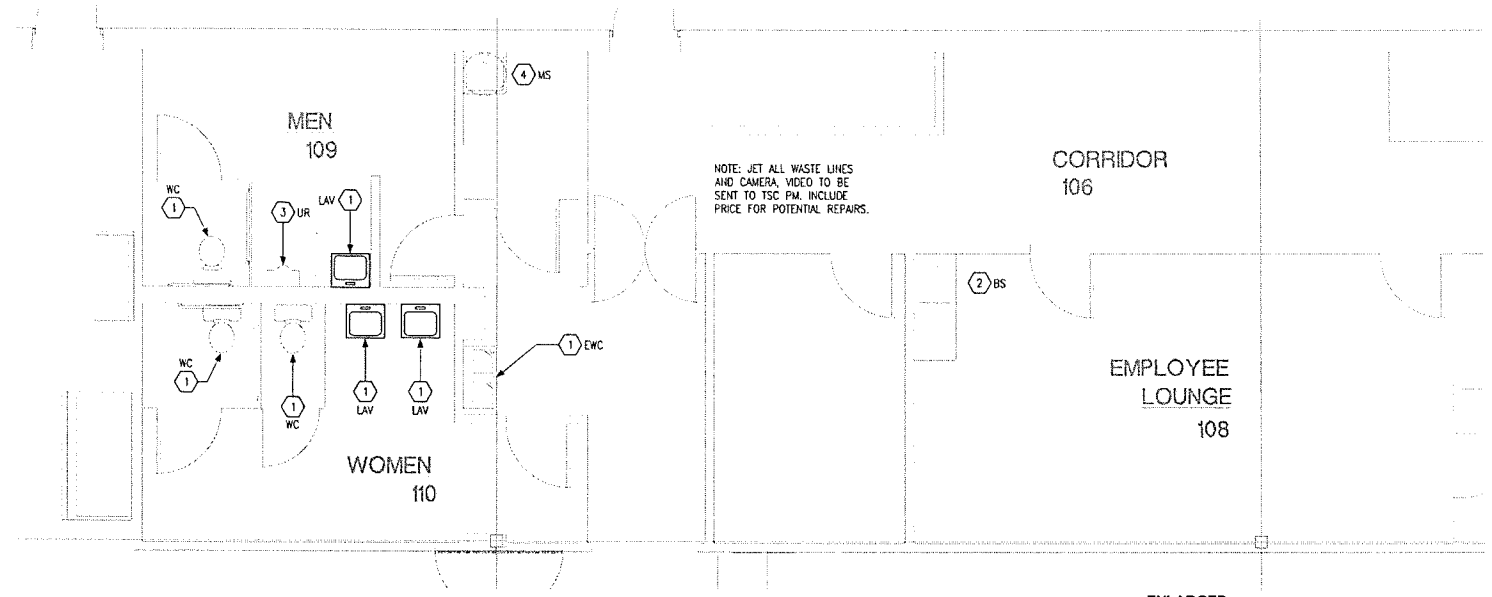 4 MS
MEN
109
NOTE: JET ALL WASTE LINES
AND CAMERA, VIDEO TO BE
SENT TO TSC PM. INCLUDE
PRICE FOR POTENTIAL REPAIRS.
CORRIDOR
106
WC
1
3 UR
LAV 1
2 BS
1 EWC
WC
1
1
WC
1
LAV
1
LAV
EMPLOYEE
LOUNGE
108
WOMEN
110